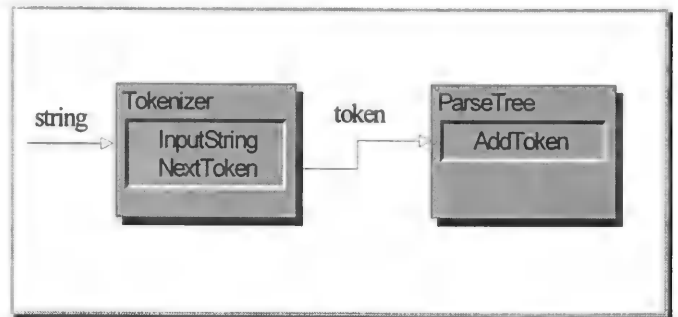 string
Tokenizer
InputString
NextToken
token
ParseTree
AddToken